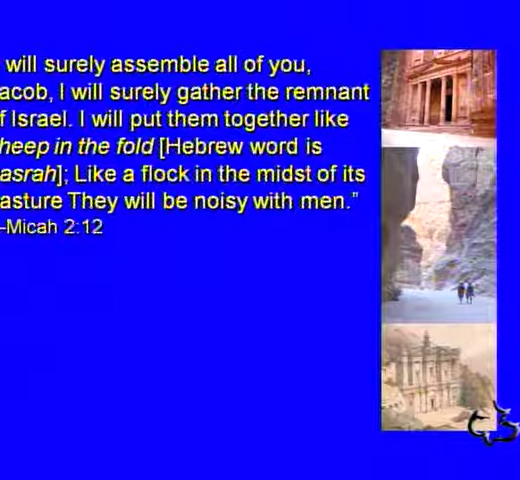 will surely assemble all of you,
acob, I will surely gather the remnant
f Israel. I will put them together like
heep in the fold [Hebrew word is
asrah]; Like a flock in the midst of its
asture They will be noisy with men.”
–Micah 2:12